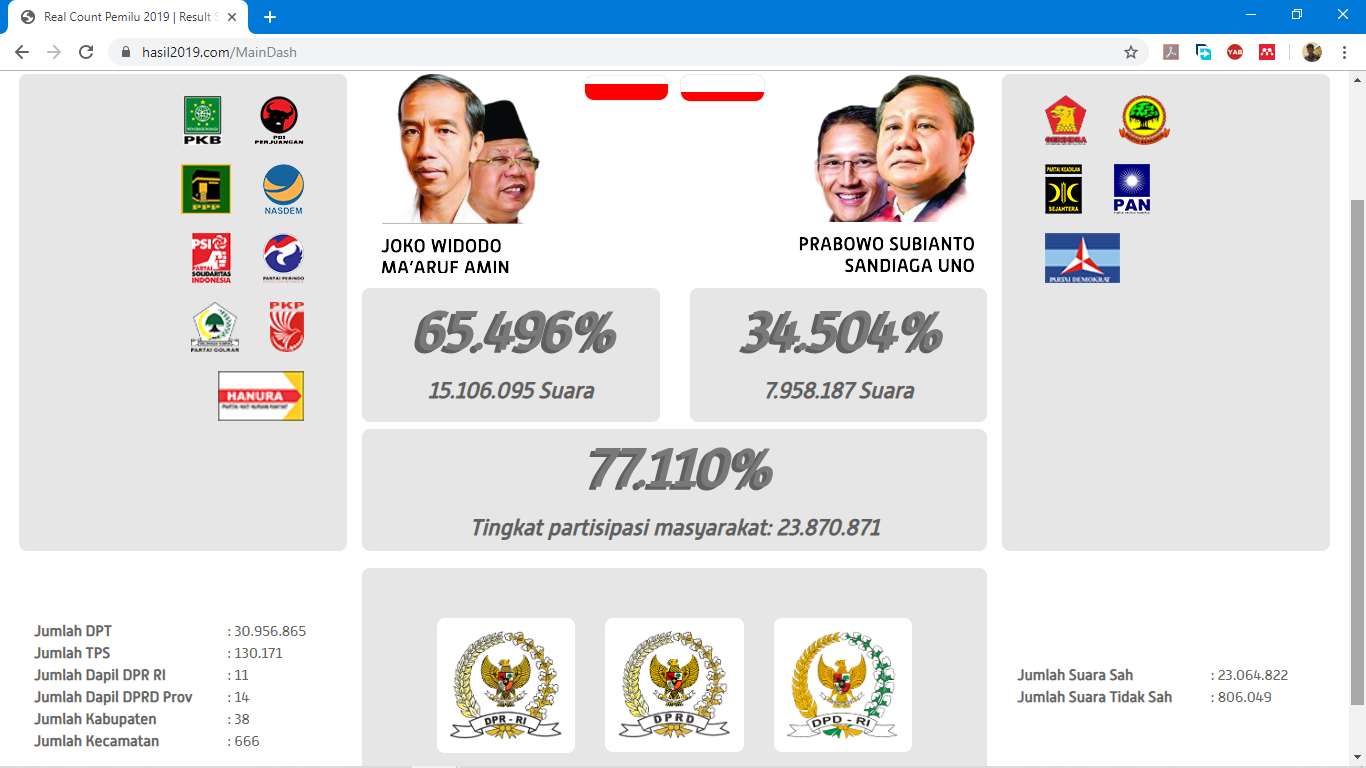 Real Count Pemilu 2019 | Result S
hasil2019.com/MainDash
YAB
PKB
PDI
PERJUANGAN
PPP
NASDEM
PSI
PARTAI
SOLIDARITAS
INDONESIA
PARTAI PERINDO
PARTAI GOLKAR
PKP
HANURA
JOKO WIDODO
MA'ARUF AMIN
PRABOWO SUBIANTO
SANDIAGA UNO
GERINDRA
PARTAI KEADILAN
SEJAHTERA
PAN
PARTAI DEMOKRAT
65.496%
15.106.095 Suara
34.504%
7.958.187 Suara
77.110%
Tingkat partisipasi masyarakat: 23.870.871
Jumlah DPT : 30.956.865
Jumlah TPS : 130.171
Jumlah Dapil DPR RI : 11
Jumlah Dapil DPRD Prov : 14
Jumlah Kabupaten : 38
Jumlah Kecamatan : 666
DPR - RI
DPRD
DPD - RI
Jumlah Suara Sah : 23.064.822
Jumlah Suara Tidak Sah : 806.049